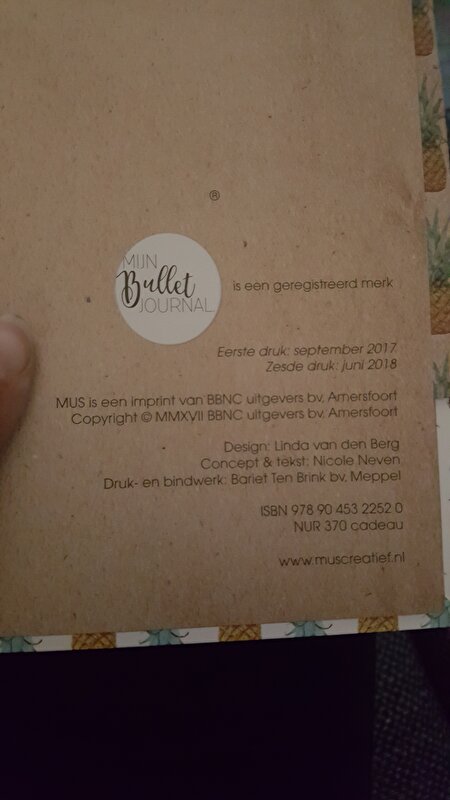 ®
MIJN
Bullet
JOURNAL
is een geregistreerd merk
Eerste druk: september 2017
Zesde druk: juni 2018
MUS is een imprint van BBNC uitgevers bv, Amersfoort
Copyright © MMXVII BBNC uitgevers bv, Amersfoort
Design: Linda van den Berg
Concept & tekst: Nicole Neven
Druk- en bindwerk: Bariet Ten Brink bv, Meppel
ISBN 978 90 453 2252 0
NUR 370 cadeau
www.muscreatief.nl